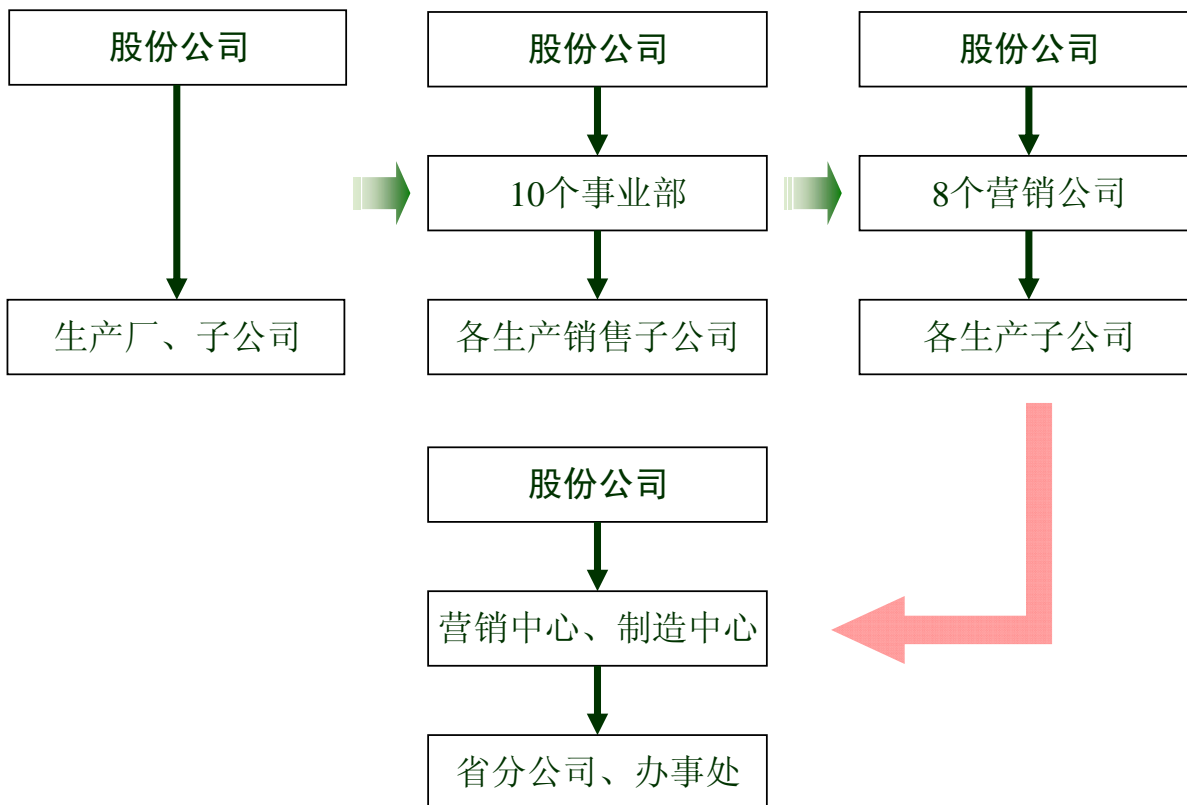 股份公司
股份公司
股份公司
10个事业部
8个营销公司
生产厂、子公司
各生产销售子公司
各生产子公司
股份公司
营销中心、制造中心
省分公司、办事处